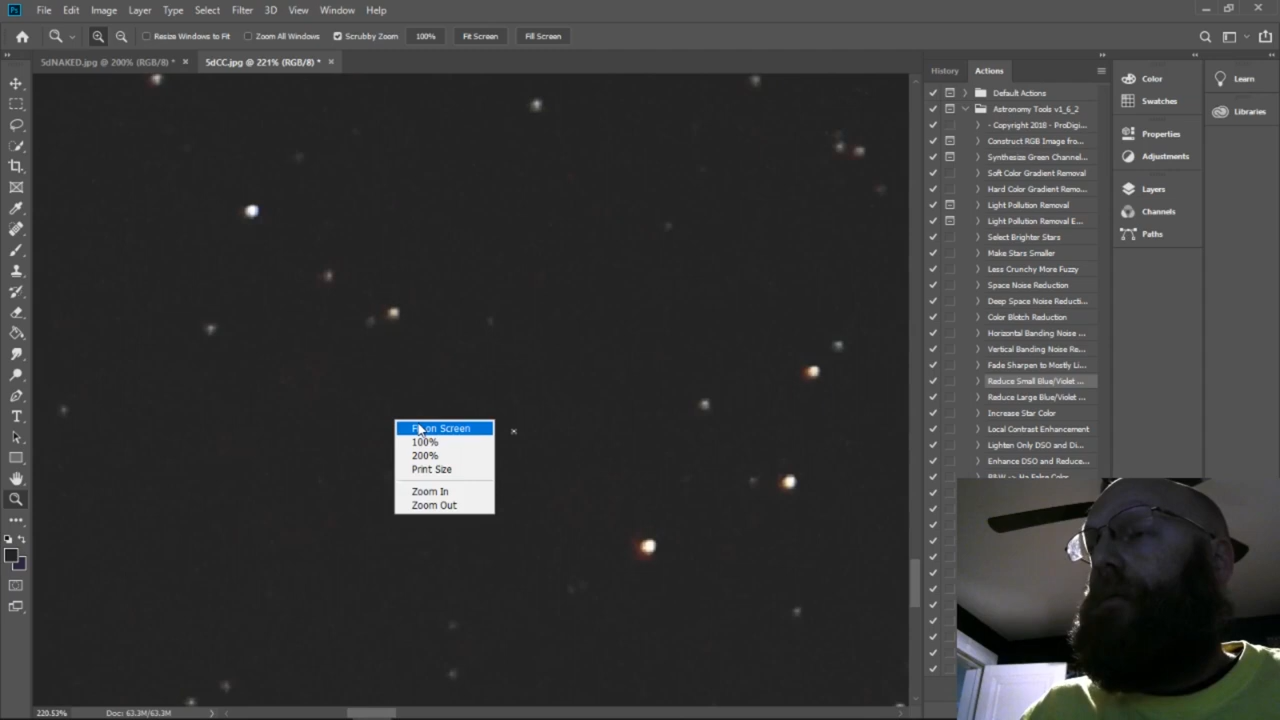 Ps File Edit Image Layer Type Select Filter 3D View Window Help
Resize Windows to Fit Zoom All Windows Scrubby Zoom 100% Fit Screen Fill Screen
5dNAKED.jpg @ 200% (RGB/8) * × 5dCC.jpg @ 221% (RGB/8) * ×
History Actions
Default Actions
Astronomy Tools v1_6_2
- Copyright 2018 - ProDigi...
Construct RGB Image fro...
Synthesize Green Channel...
Soft Color Gradient Removal
Hard Color Gradient Remo...
Light Pollution Removal
Light Pollution Removal E...
Select Brighter Stars
Make Stars Smaller
Less Crunchy More Fuzzy
Space Noise Reduction
Deep Space Noise Reducti...
Color Blotch Reduction
Horizontal Banding Noise ...
Vertical Banding Noise Re...
Fade Sharpen to Mostly Li...
Reduce Small Blue/Violet ...
Reduce Large Blue/Violet ...
Increase Star Color
Local Contrast Enhancement
Lighten Only DSO and Di...
Enhance DSO and Reduce...
B&W -> Ha False Color
Color
Swatches
Properties
Adjustments
Layers
Channels
Paths
Learn
Libraries
on Screen
100%
200%
Print Size
Zoom In
Zoom Out
220.53% Doc: 63.3M/63.3M